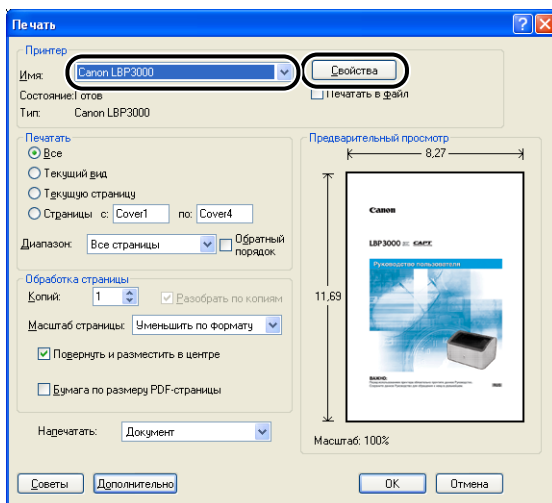 Печать
Принтер
Имя: Canon LBP3000 Свойства
Состояние: Готов Печатать в файл
Тип: Canon LBP3000
Печатать
Все
Текущий вид
Текущую страницу
Страницы с: Cover1 по: Cover4
Диапазон: Все страницы Обратный порядок
Обработка страницы
Копий: 1 Разобрать по копиям
Масштаб страницы: Уменьшить по формату
Повернуть и разместить в центре
Бумага по размеру PDF-страницы
Напечатать: Документ
Предварительный просмотр
8,27
11,69
Canon
LBP3000 CAPT
Руководство пользователя
ВАЖНО:
Масштаб: 100%
Советы Дополнительно OK Отмена